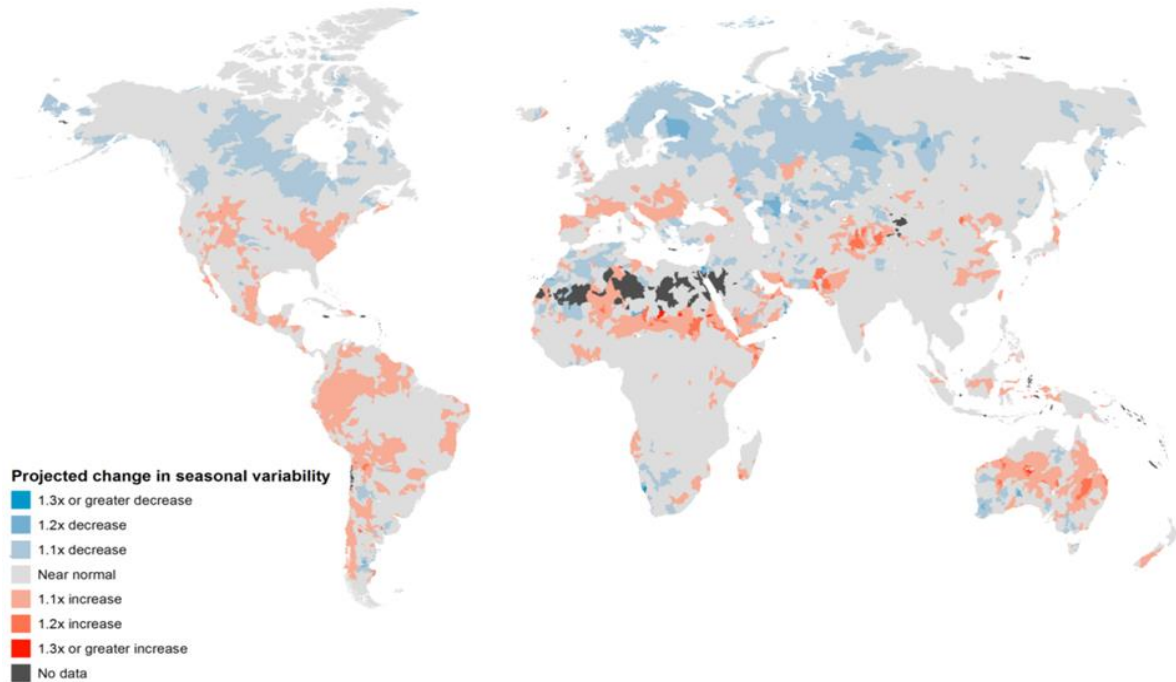 Projected change in seasonal variability
1.3x or greater decrease
1.2x decrease
1.1x decrease
Near normal
1.1x increase
1.2x increase
1.3x or greater increase
No data